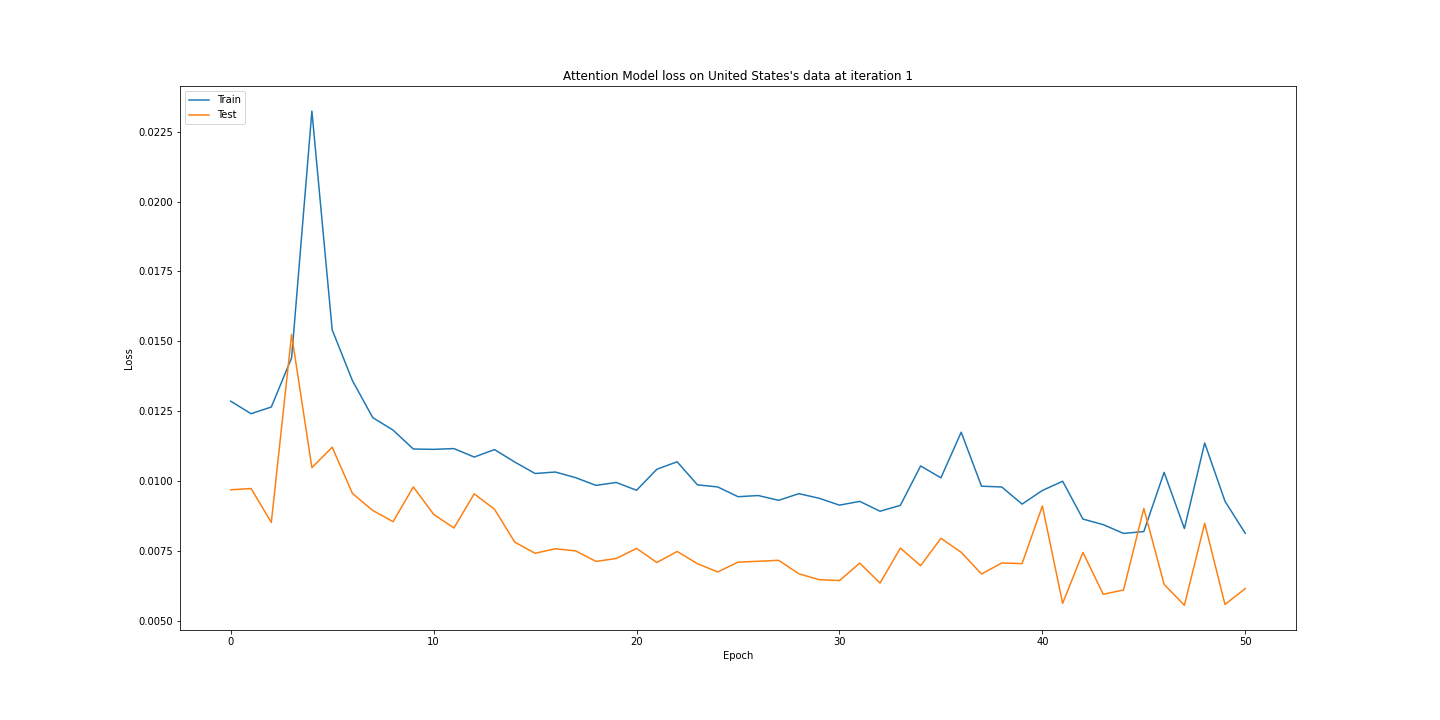 Attention Model loss on United States's data at iteration 1
Train
Test
0.0225
0.0200
0.0175
0.0150
0.0125
0.0100
0.0075
0.0050
Loss
0 10 20 30 40 50
Epoch